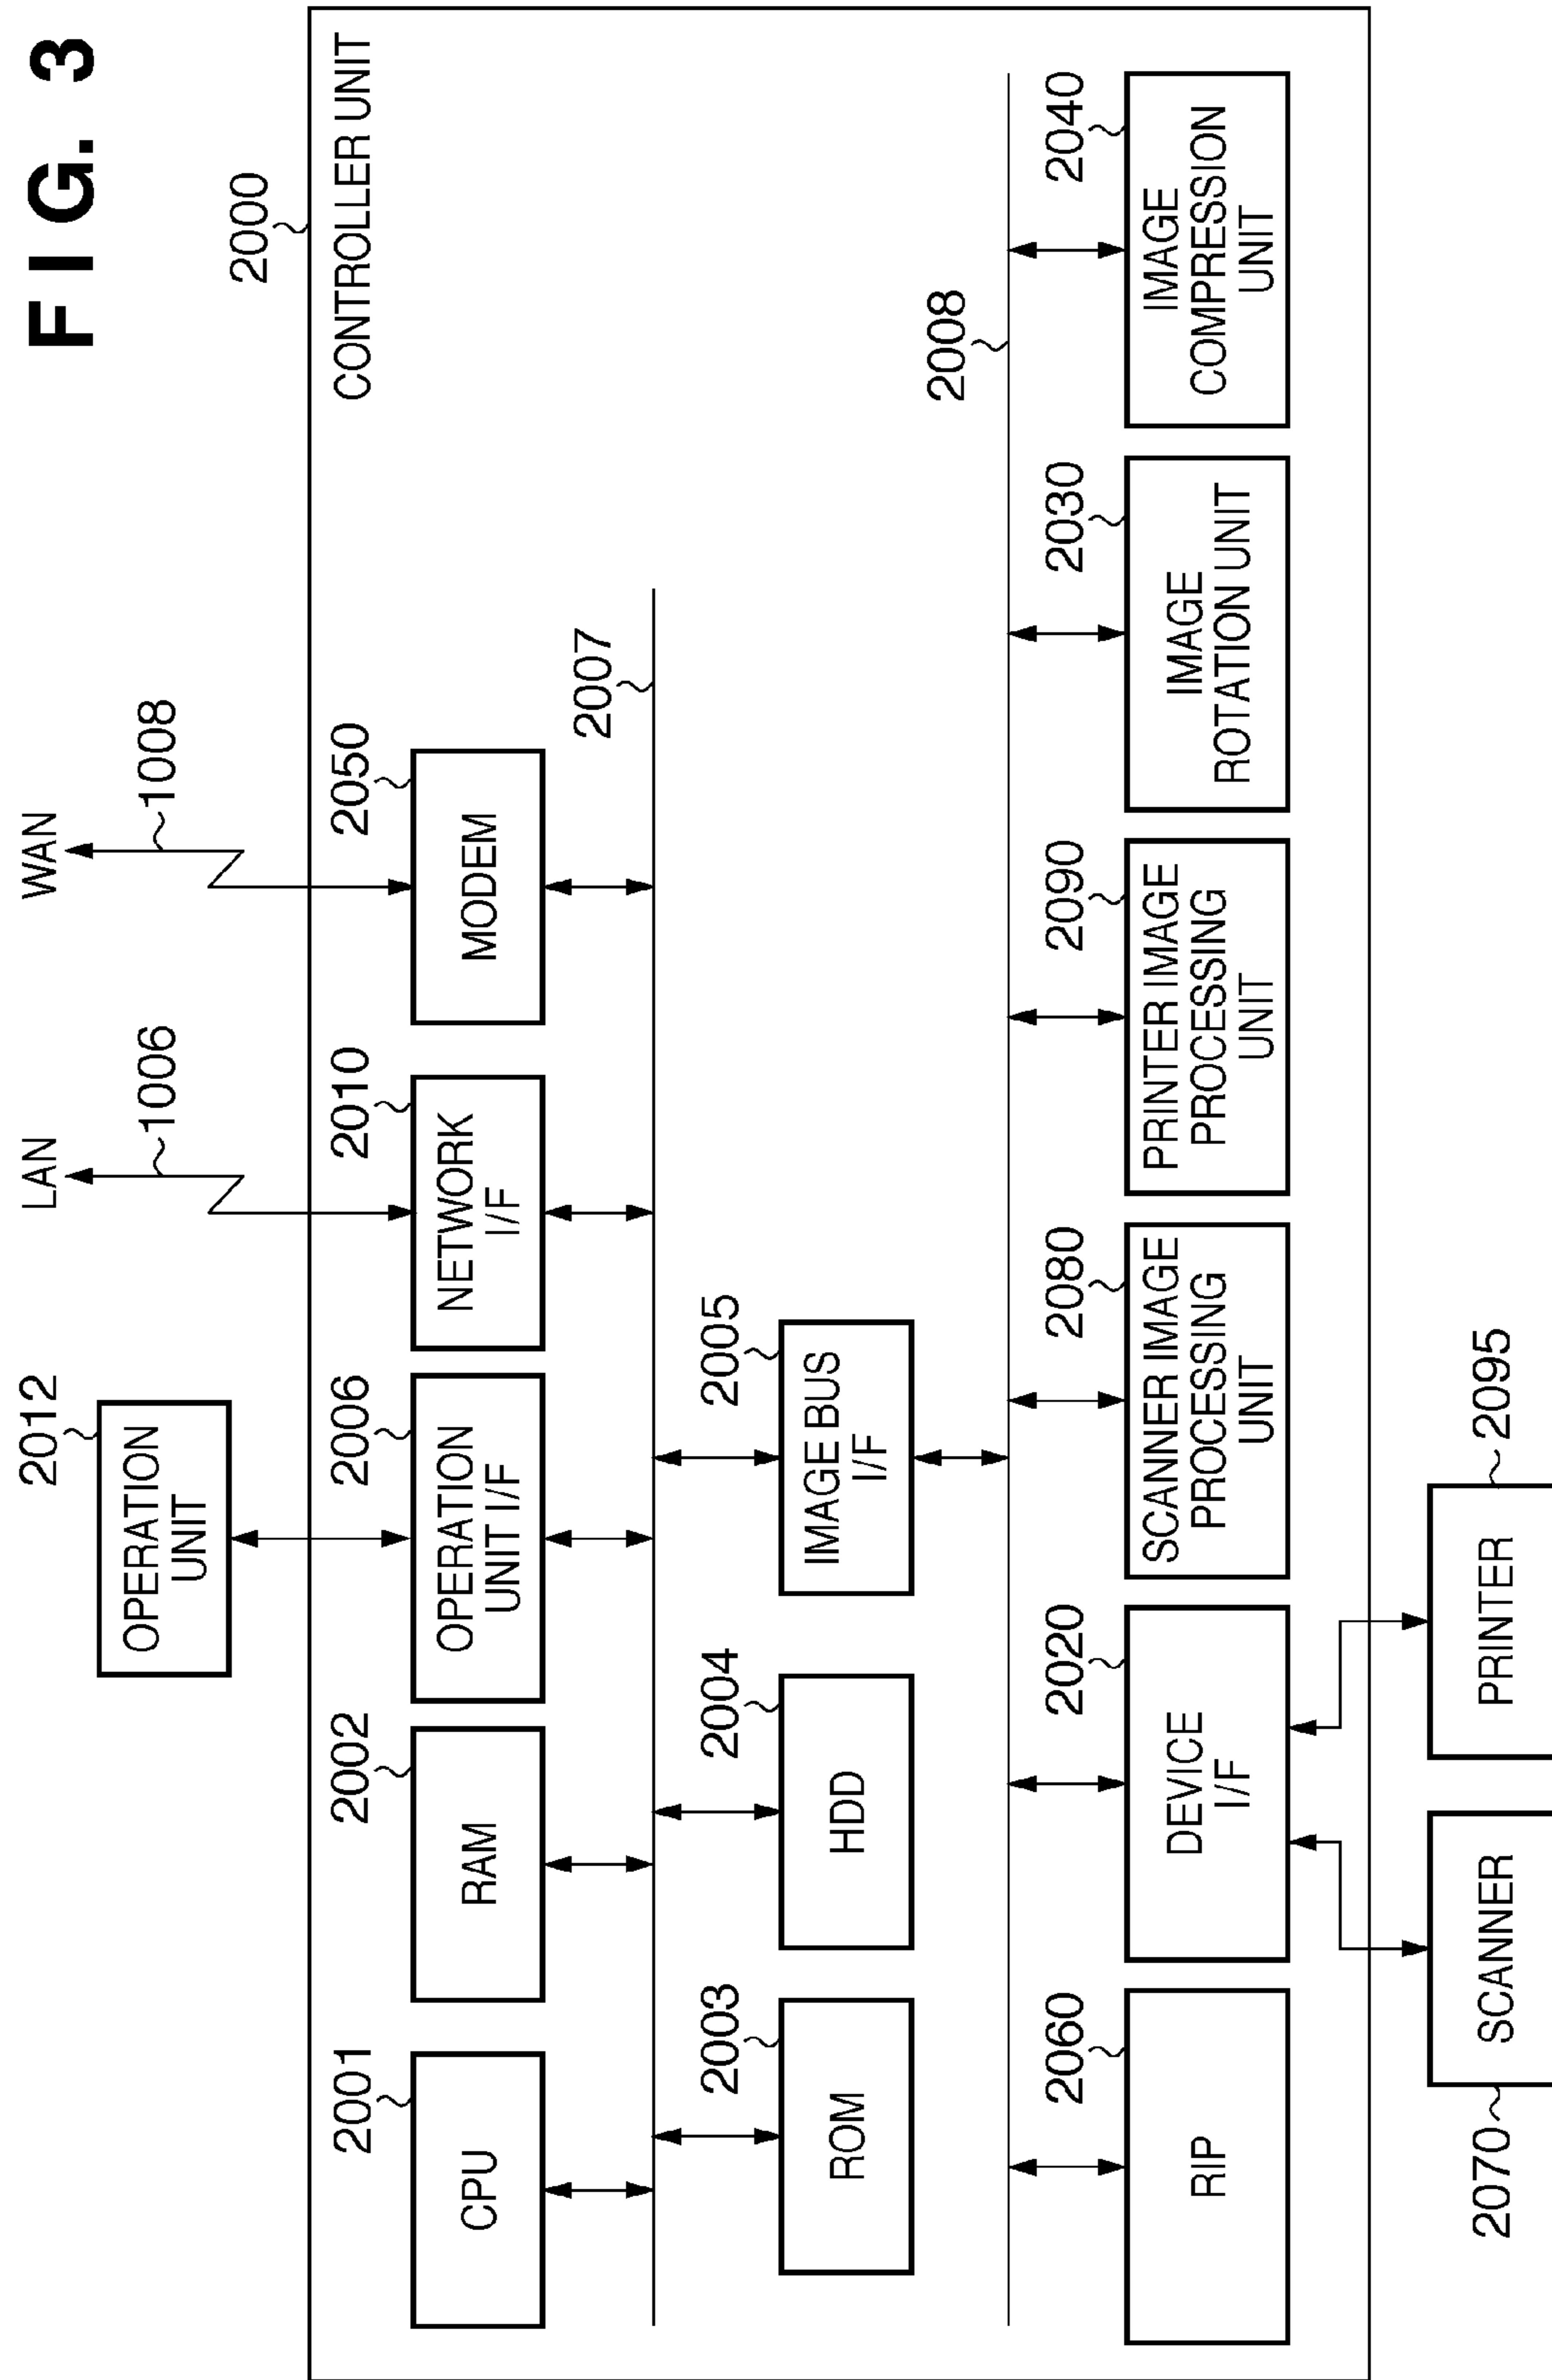 FIG. 3
2000
CONTROLLER UNIT
2012
OPERATION
UNIT
LAN
1006
WAN
1008
2001
CPU
2002
RAM
2006
OPERATION
UNIT I/F
2010
NETWORK
I/F
2050
MODEM
2007
2003
ROM
2004
HDD
2005
IMAGE BUS
I/F
2008
2060
RIP
2020
DEVICE
I/F
2080
SCANNER IMAGE
PROCESSING
UNIT
2090
PRINTER IMAGE
PROCESSING
UNIT
2030
IMAGE
ROTATION UNIT
2040
IMAGE
COMPRESSION
UNIT
2070
SCANNER
PRINTER
2095